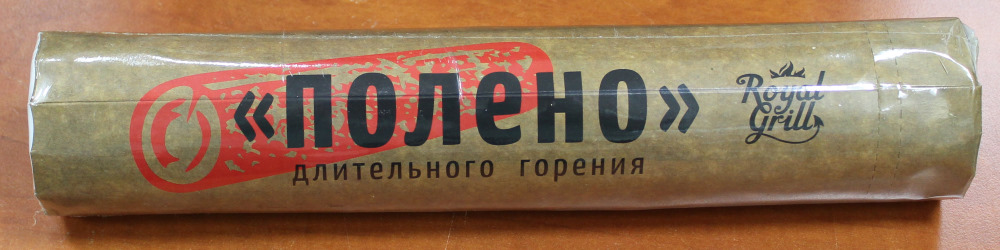 «ПОЛЕНО»
длительного горения
Royal
Grill